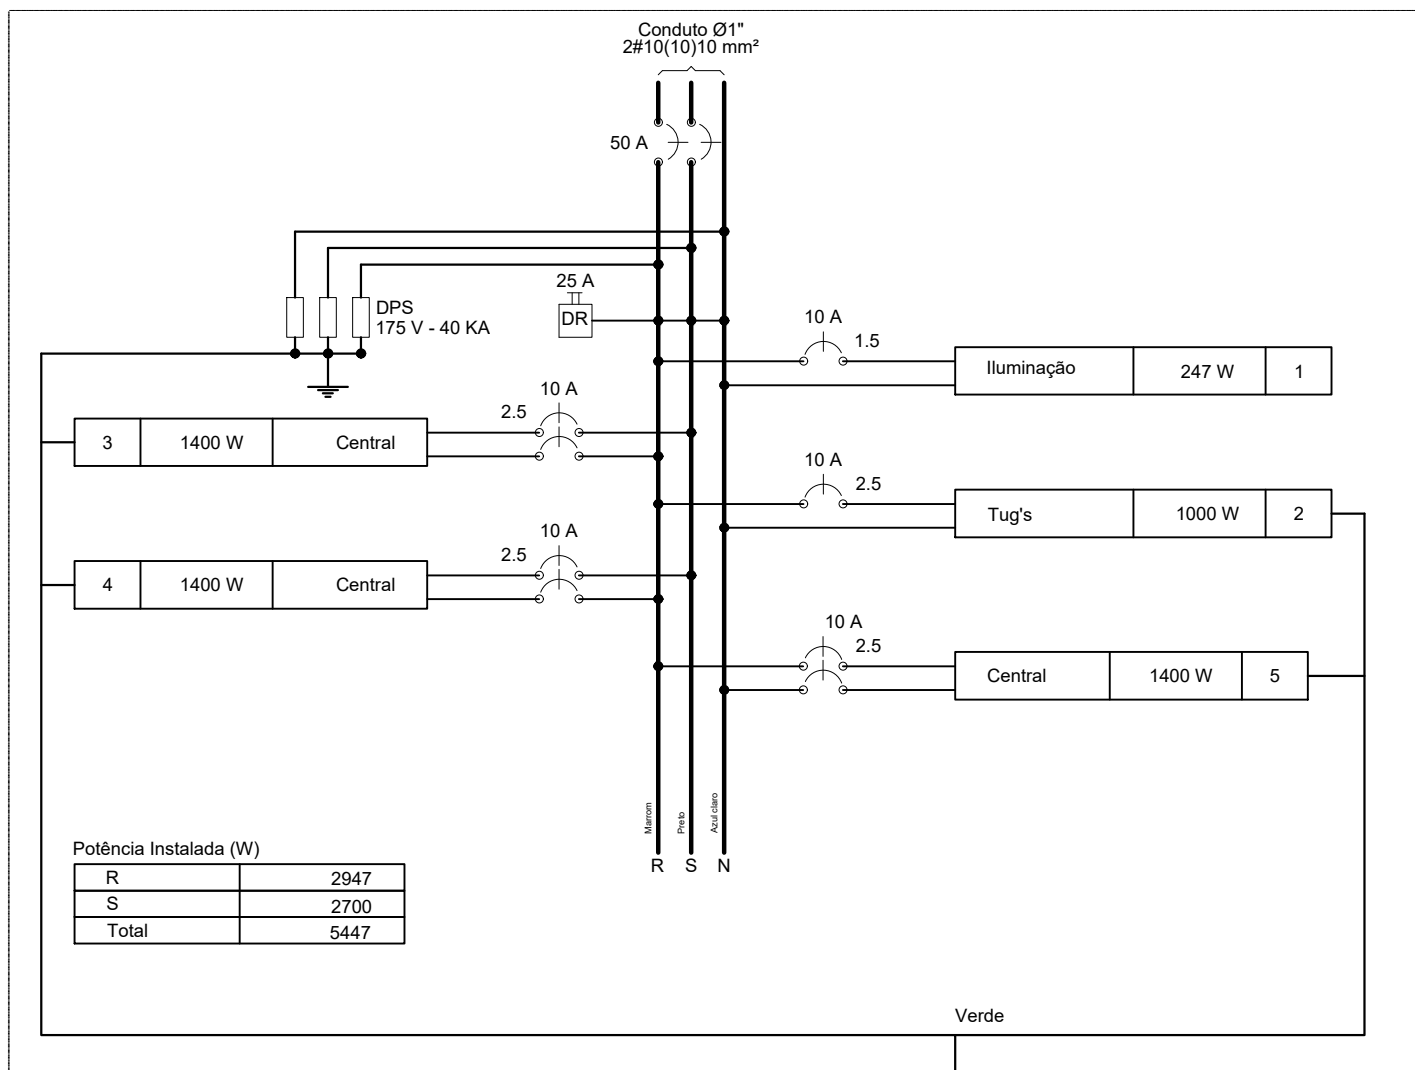 Conduto Ø1"
2#10(10)10 mm²
50 A
25 A
DR
DPS
175 V - 40 KA
10 A
1.5
Iluminação 247 W 1
10 A
2.5
3 1400 W Central
10 A
2.5
Tug's 1000 W 2
10 A
2.5
4 1400 W Central
10 A
2.5
Central 1400 W 5
Marrom
Preto
Azul claro
R S N
Potência Instalada (W)
R 2947
S 2700
Total 5447
Verde